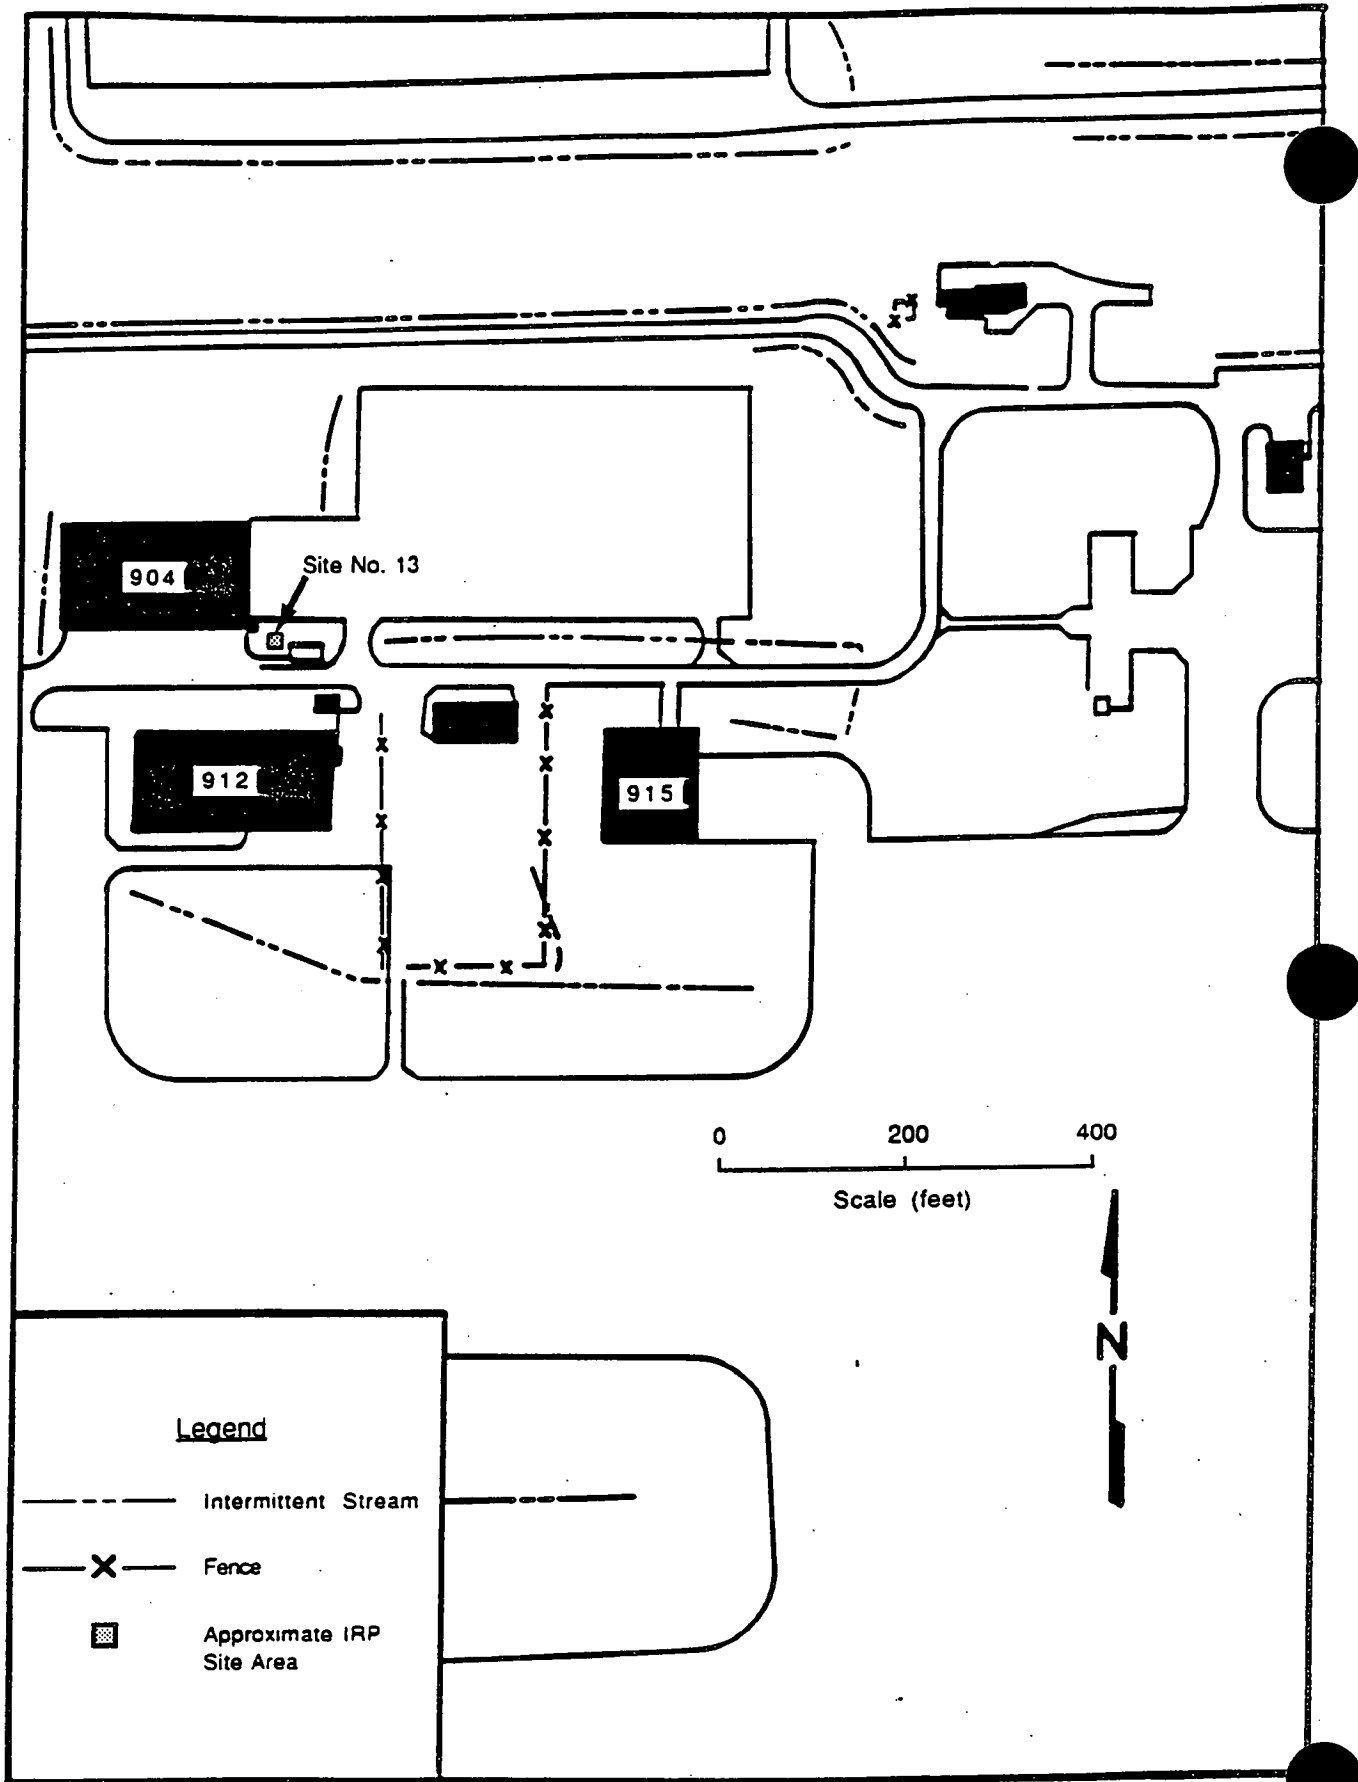 904
Site No. 13
912
915
0 200 400
Scale (feet)
N
Legend
Intermittent Stream
X Fence
Approximate IRP
Site Area